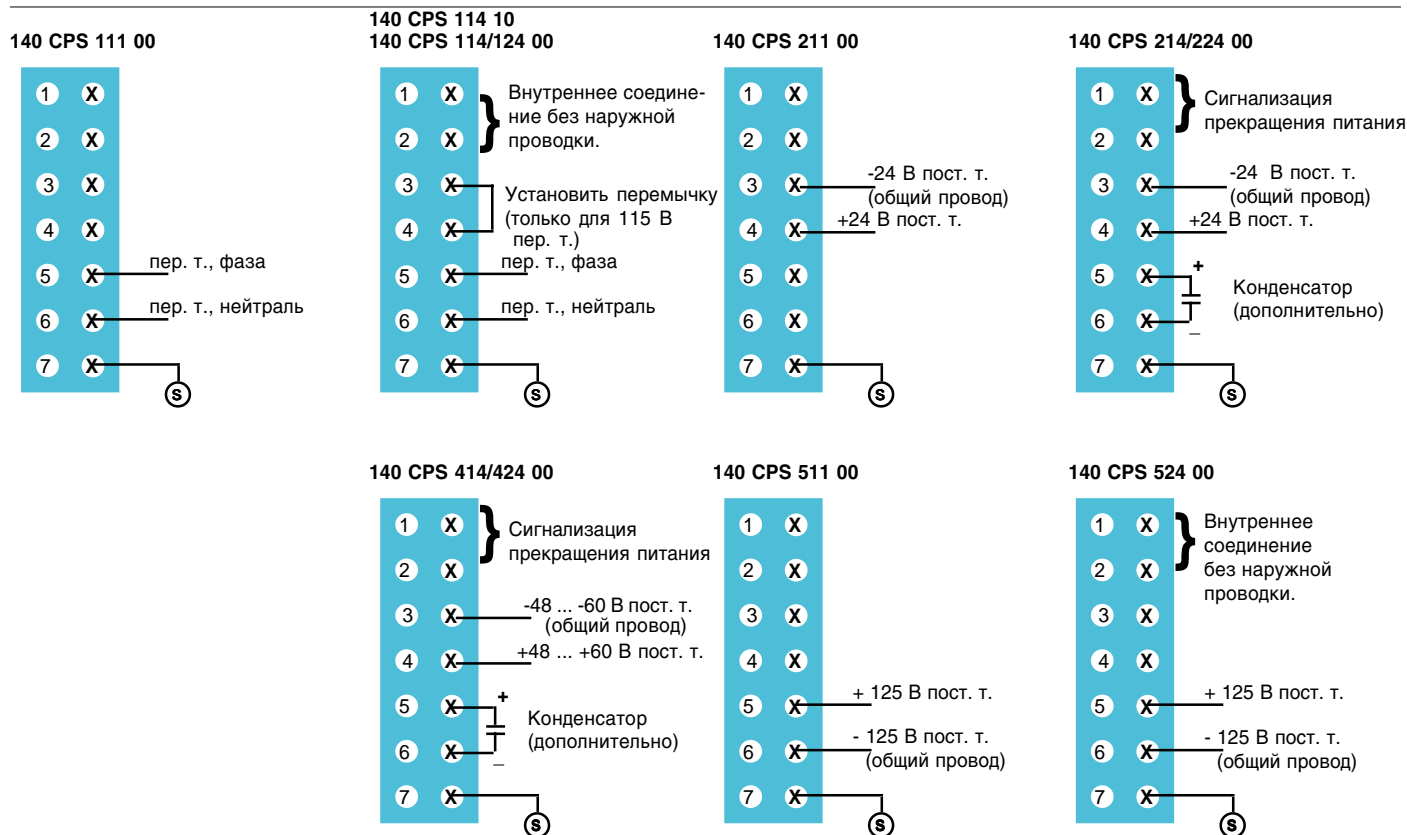 140 CPS 111 00
1 X
2 X
3 X
4 X
5 X пер. т., фаза
6 X пер. т., нейтраль
7 X
S
140 CPS 114 10
140 CPS 114/124 00
1 X
2 X
Внутреннее соедине-
ние без наружной
проводки.
3 X
4 X
Установить перемычку
(только для 115 В
пер. т.)
5 X пер. т., фаза
6 X пер. т., нейтраль
7 X
S
140 CPS 211 00
1 X
2 X
3 X -24 В пост. т.
(общий провод)
4 X +24 В пост. т.
5 X
6 X
7 X
S
140 CPS 214/224 00
1 X
2 X
Сигнализация
прекращения питания
3 X -24 В пост. т.
(общий провод)
4 X +24 В пост. т.
5 X +
6 X –
Конденсатор
(дополнительно)
7 X
S
140 CPS 414/424 00
1 X
2 X
Сигнализация
прекращения питания
3 X -48 ... -60 В пост. т.
(общий провод)
4 X +48 ... +60 В пост. т.
5 X +
6 X –
Конденсатор
(дополнительно)
7 X
S
140 CPS 511 00
1 X
2 X
3 X
4 X
5 X + 125 В пост. т.
6 X - 125 В пост. т.
(общий провод)
7 X
S
140 CPS 524 00
1 X
2 X
Внутреннее
соединение
без наружной
проводки.
3 X
4 X
5 X + 125 В пост. т.
6 X - 125 В пост. т.
(общий провод)
7 X
S